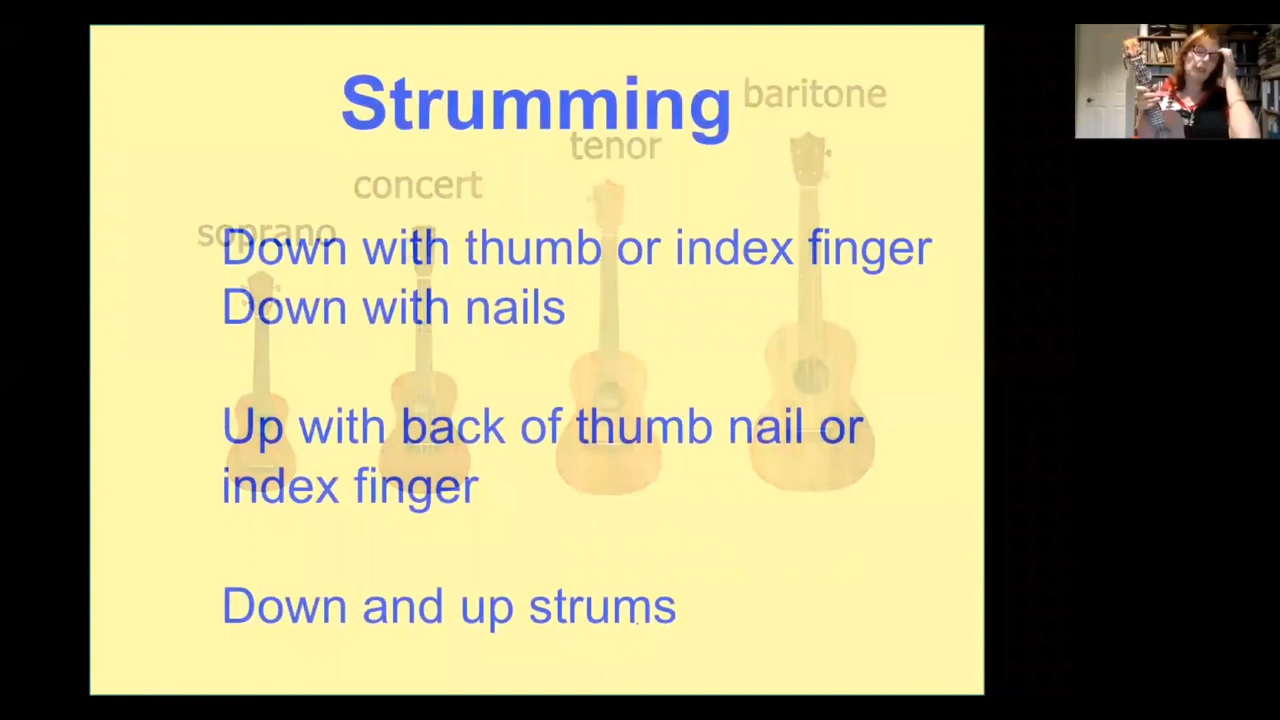 Strumming
baritone
tenor
concert
soprano
Down with thumb or index finger
Down with nails
Up with back of thumb nail or
index finger
Down and up strums